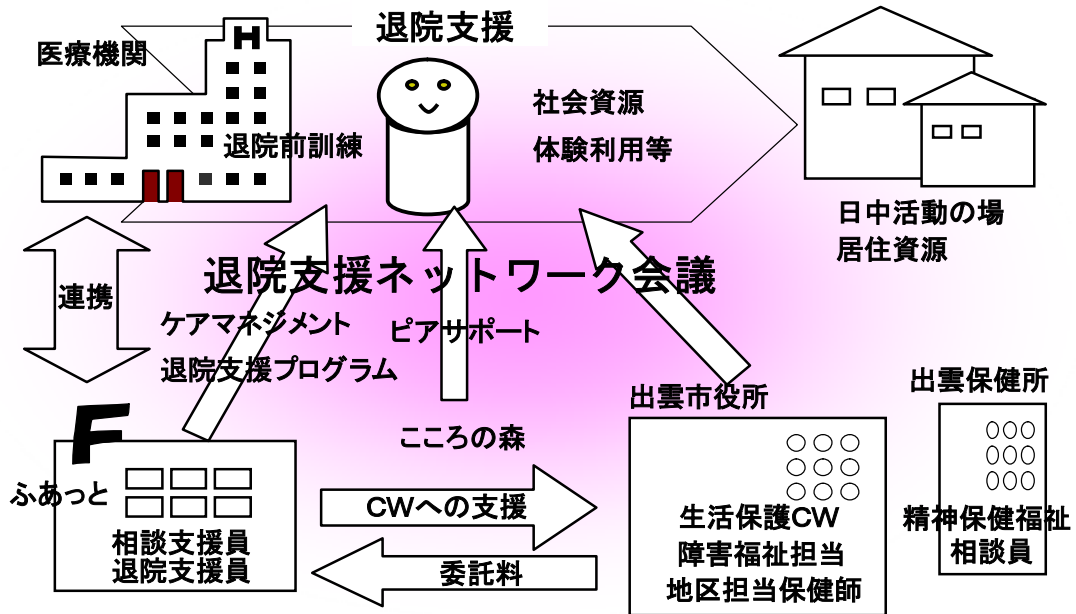 退院支援
医療機関
H
退院前訓練
社会資源
体験利用等
日中活動の場
居住資源
連携
退院支援ネットワーク会議
ケアマネジメント
退院支援プログラム
ピアサポート
こころの森
F
ふあっと
相談支援員
退院支援員
CWへの支援
委託料
出雲市役所
生活保護CW
障害福祉担当
地区担当保健師
出雲保健所
精神保健福祉
相談員